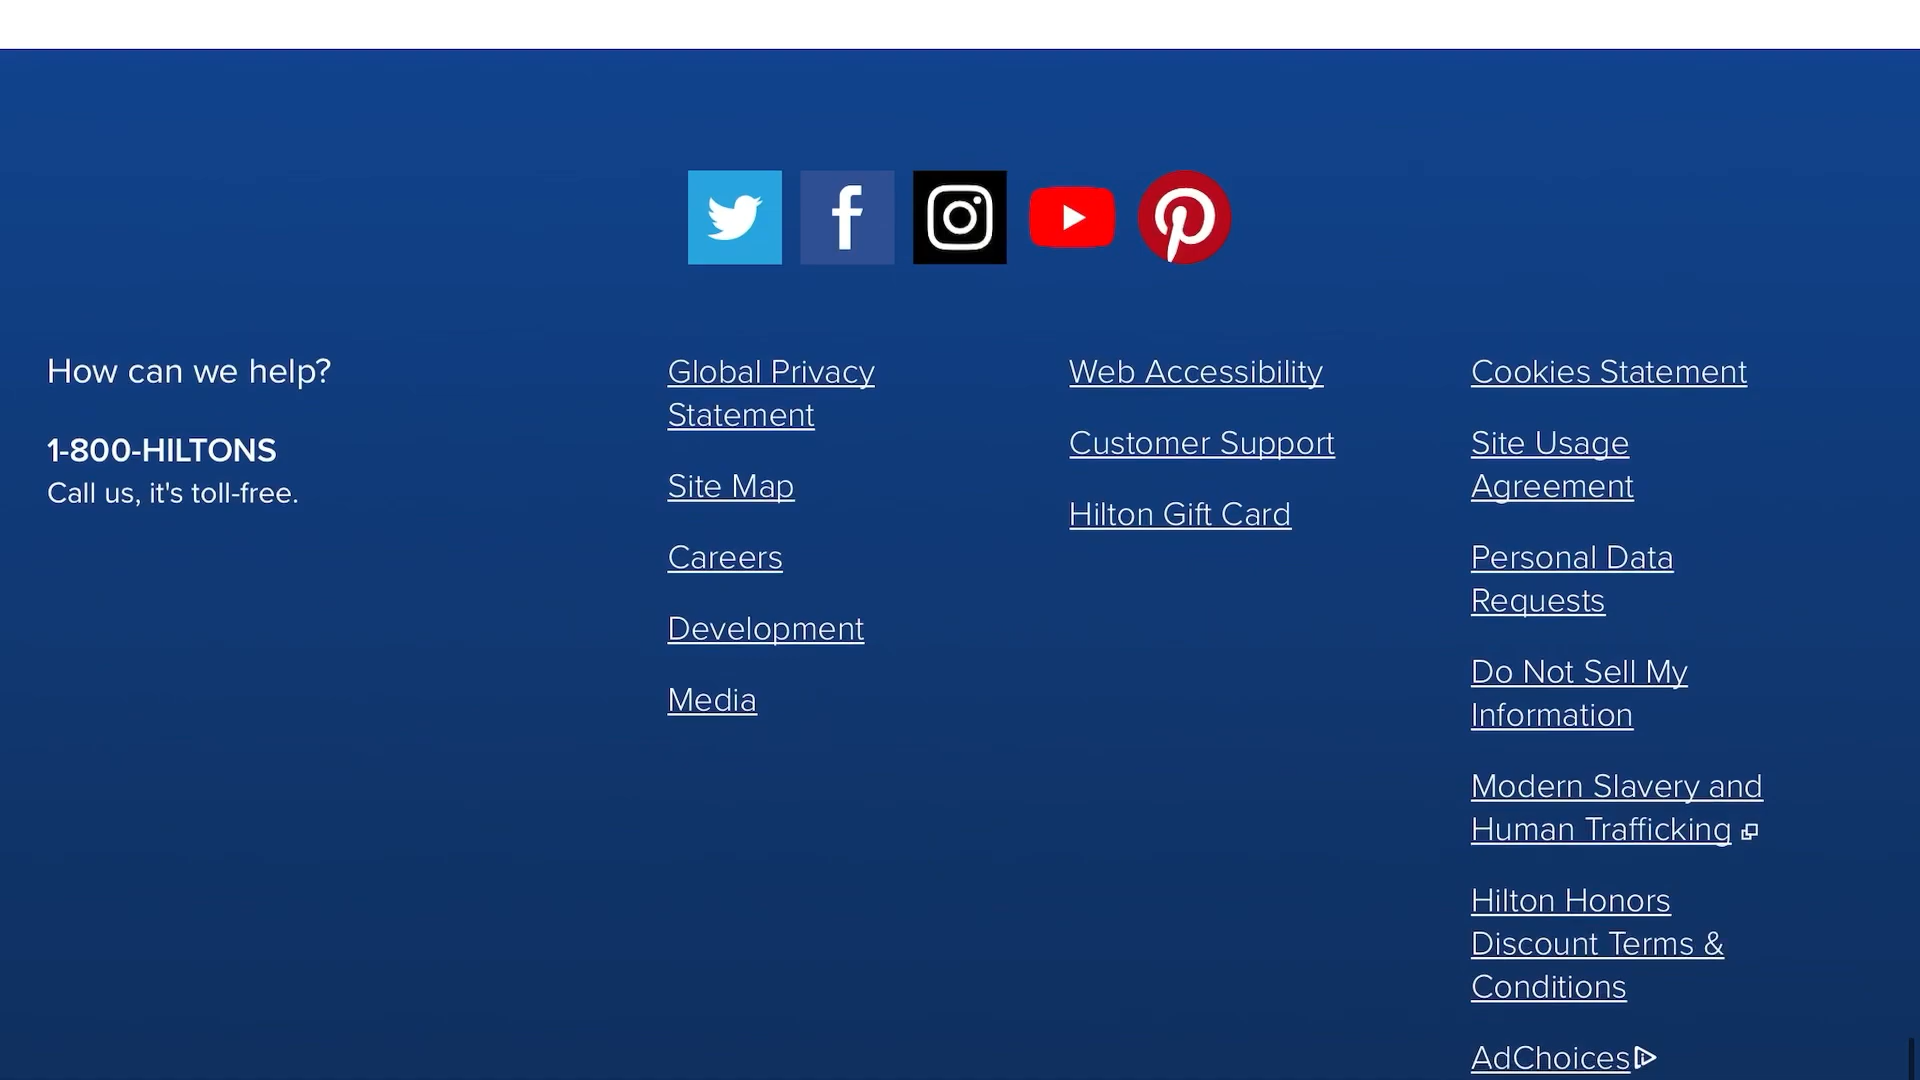 How can we help?
1-800-HILTONS
Call us, it's toll-free.
Global Privacy
Statement
Site Map
Careers
Development
Media
Web Accessibility
Customer Support
Hilton Gift Card
Cookies Statement
Site Usage
Agreement
Personal Data
Requests
Do Not Sell My
Information
Modern Slavery and
Human Trafficking
Hilton Honors
Discount Terms &
Conditions
AdChoices